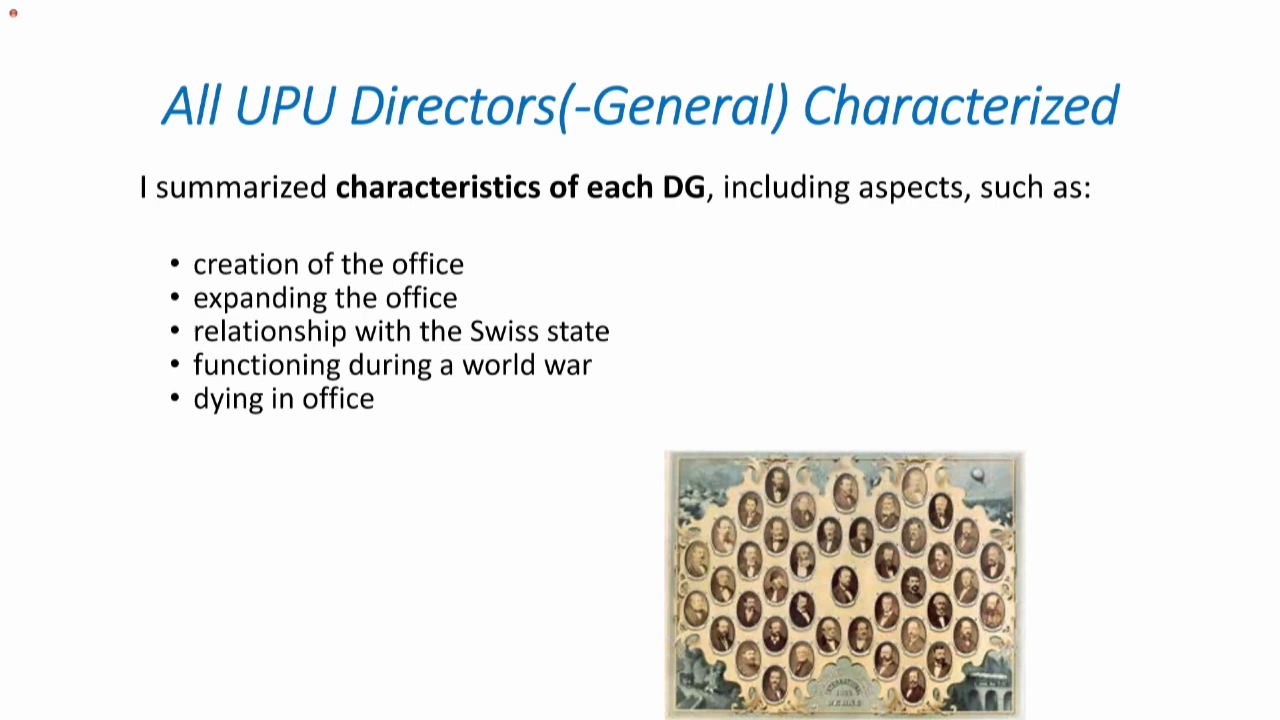 All UPU Directors(-General) Characterized
I summarized characteristics of each DG, including aspects, such as:
• creation of the office
• expanding the office
• relationship with the Swiss state
• functioning during a world war
• dying in office